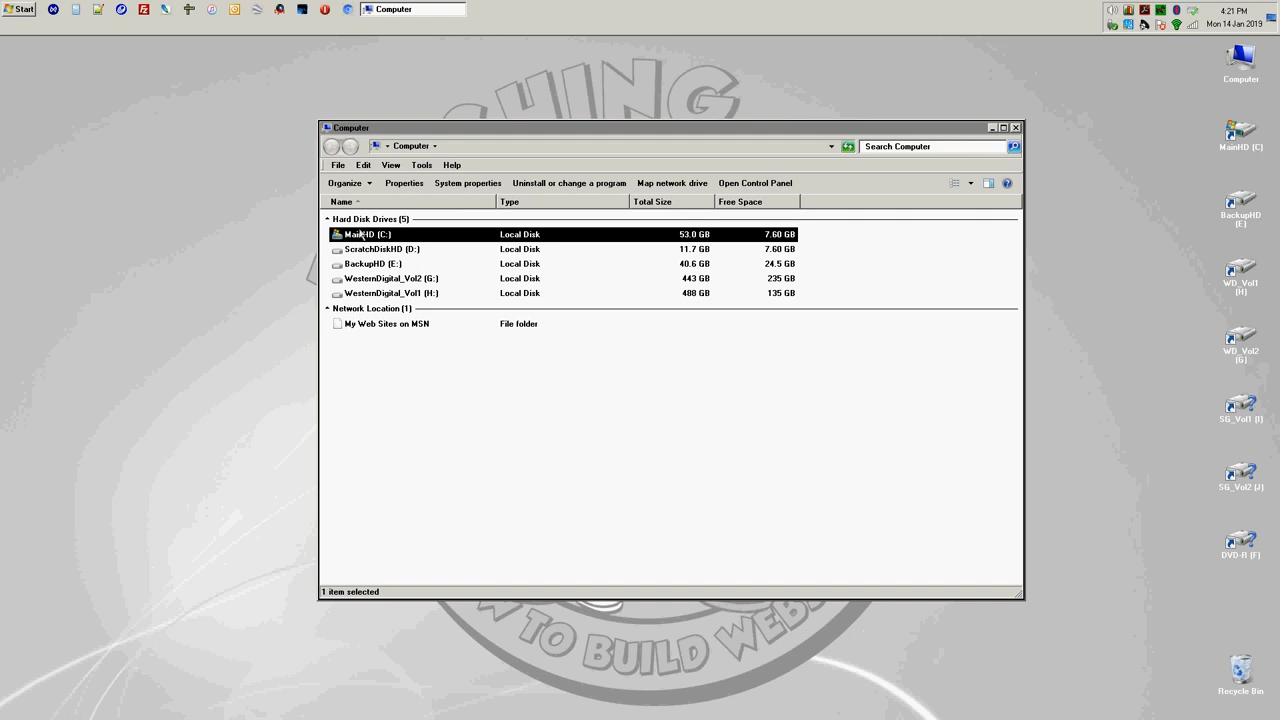 Start
Computer
4:21 PM
Mon 14 Jan 2019
HING
Computer
Computer
Search Computer
File Edit View Tools Help
Organize Properties System properties Uninstall or change a program Map network drive Open Control Panel
Name Type Total Size Free Space
Hard Disk Drives (5)
MainHD (C:) Local Disk 53.0 GB 7.60 GB
ScratchDiskHD (D:) Local Disk 11.7 GB 7.60 GB
BackupHD (E:) Local Disk 40.6 GB 24.5 GB
WesternDigital_Vol2 (G:) Local Disk 443 GB 235 GB
WesternDigital_Vol1 (H:) Local Disk 488 GB 135 GB
Network Location (1)
My Web Sites on MSN File folder
1 item selected
TO BUILD WEB
Computer
MainHD (C)
BackupHD
(E)
WD_Vol1
(H)
WD_Vol2
(G)
SG_Vol1 (I)
SG_Vol2 (J)
DVD-R (F)
Recycle Bin